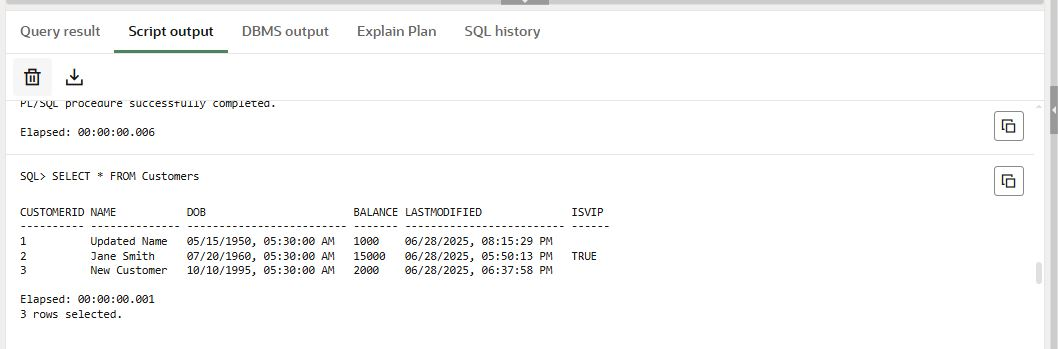 Query result Script output DBMS output Explain Plan SQL history
PL/SQL procedure successfully completed.
Elapsed: 00:00:00.006
SQL> SELECT * FROM Customers
CUSTOMERID NAME DOB BALANCE LASTMODIFIED ISVIP
---------- -------------- ------------------------- ------- ------------------------- ------
1 Updated Name 05/15/1950, 05:30:00 AM 1000 06/28/2025, 08:15:29 PM
2 Jane Smith 07/20/1960, 05:30:00 AM 15000 06/28/2025, 05:50:13 PM TRUE
3 New Customer 10/10/1995, 05:30:00 AM 2000 06/28/2025, 06:37:58 PM
Elapsed: 00:00:00.001
3 rows selected.